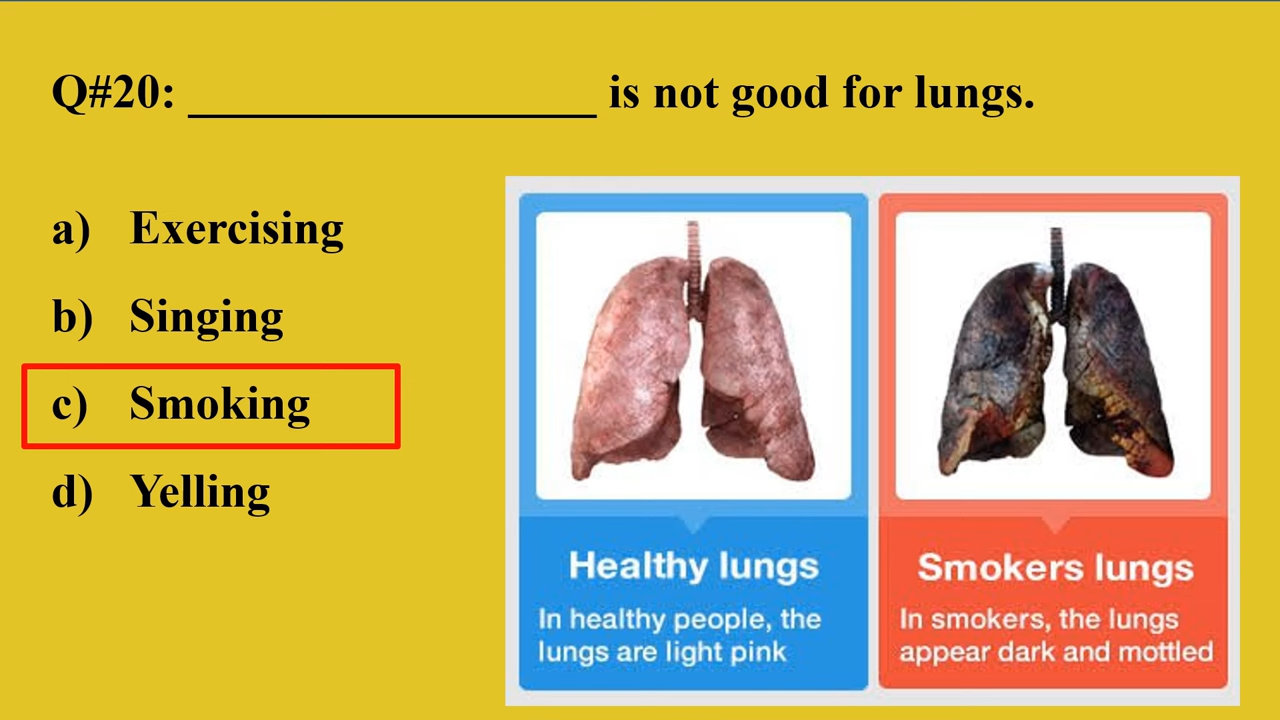 Q#20: _________________ is not good for lungs.
a) Exercising
b) Singing
c) Smoking
d) Yelling
Healthy lungs
In healthy people, the
lungs are light pink
Smokers lungs
In smokers, the lungs
appear dark and mottled